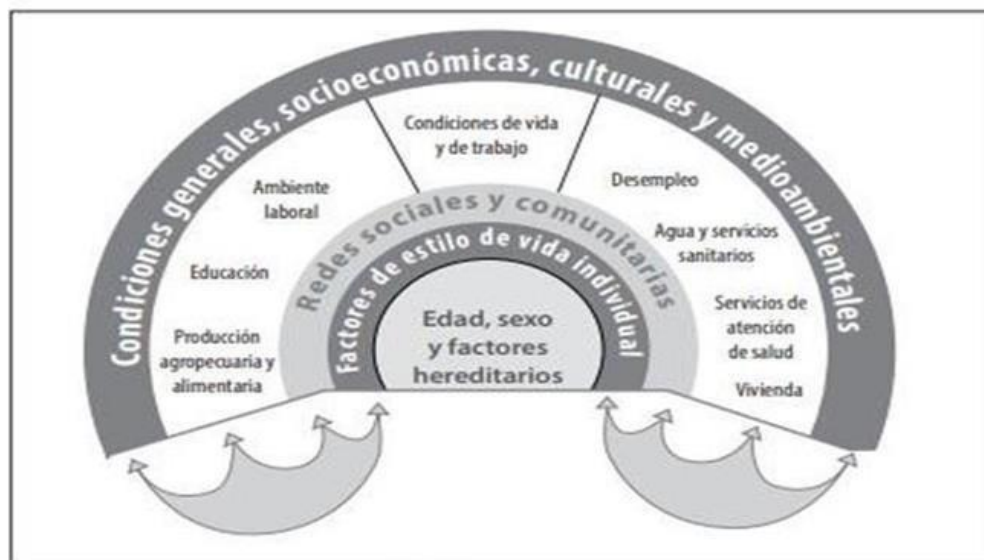 Condiciones generales, socioeconómicas, culturales y medioambientales
Condiciones de vida
y de trabajo
Ambiente
laboral
Desempleo
Educación
Agua y servicios
sanitarios
Producción
agropecuaria y
alimentaria
Servicios de
atención
de salud
Vivienda
Redes sociales y comunitarias
Factores de estilo de vida individual
Edad, sexo
y factores
hereditarios